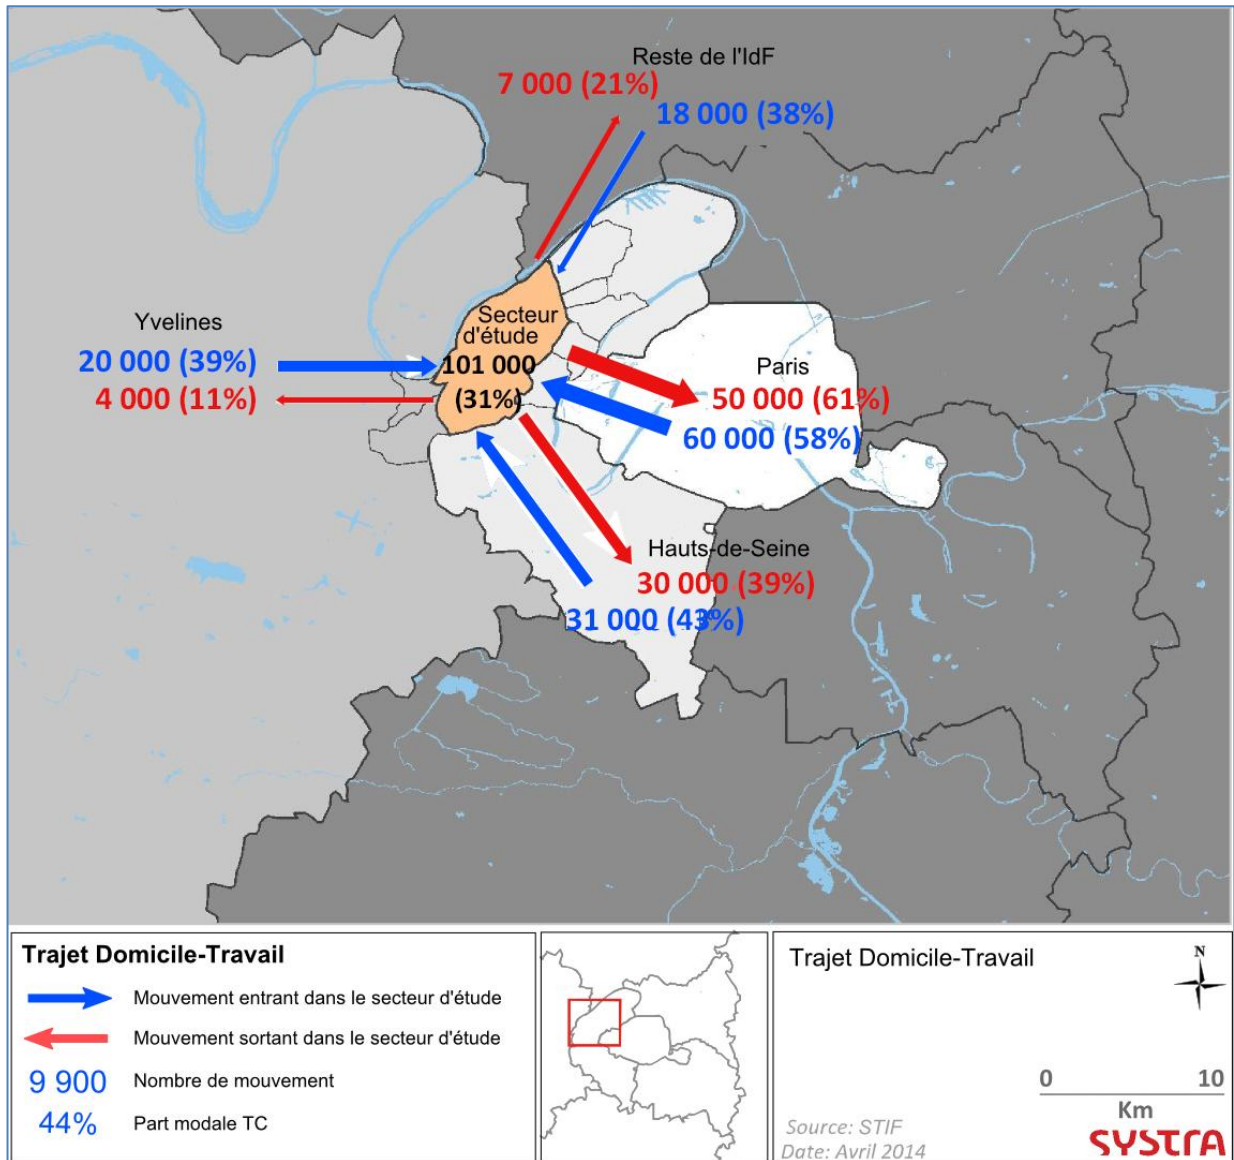 Reste de l'IdF
7 000 (21%)
18 000 (38%)
Yvelines
20 000 (39%)
4 000 (11%)
Secteur
d'étude
101 000
(31%)
Paris
50 000 (61%)
60 000 (58%)
Hauts-de-Seine
30 000 (39%)
31 000 (43%)
Trajet Domicile-Travail
Mouvement entrant dans le secteur d'étude
Mouvement sortant dans le secteur d'étude
9 900 Nombre de mouvement
44% Part modale TC
Trajet Domicile-Travail
N
0 10
Km
Source: STIF
Date: Avril 2014
SYSTRA